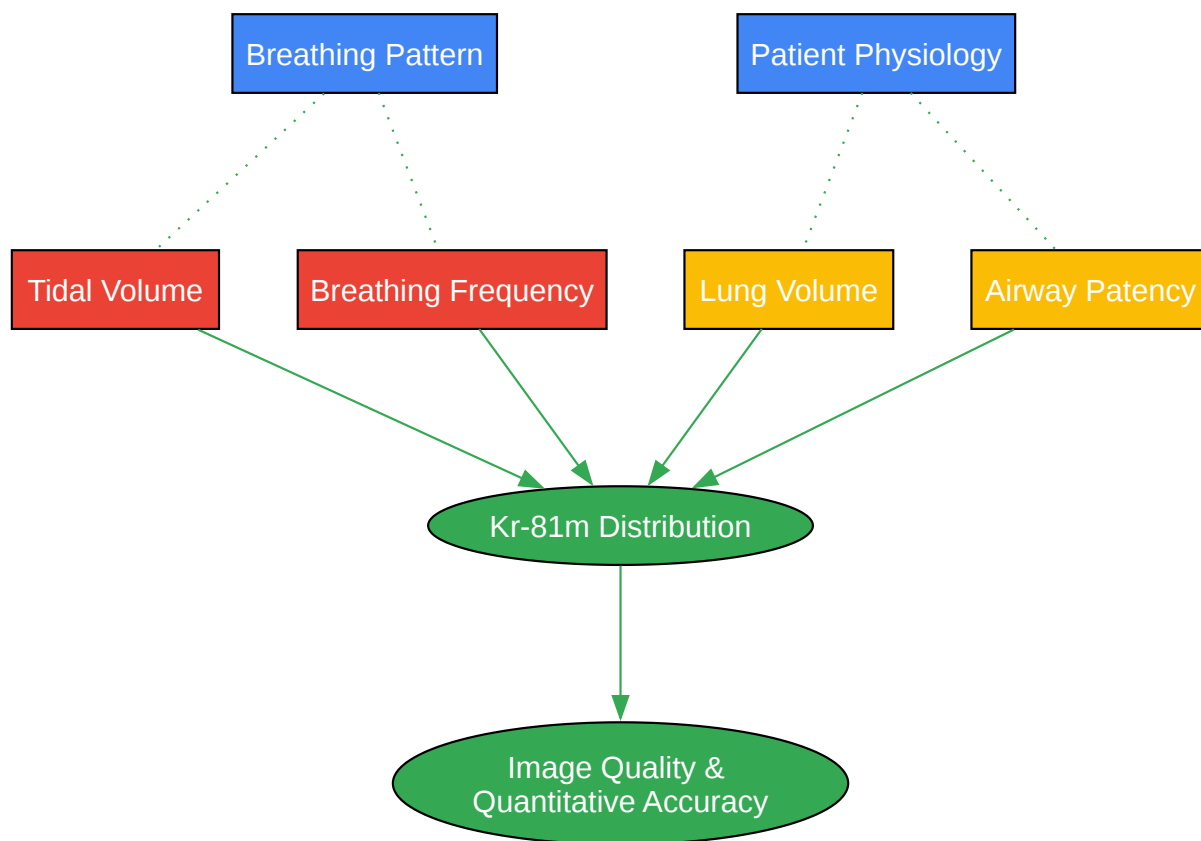 Breathing Pattern
Patient Physiology
Tidal Volume
Breathing Frequency
Lung Volume
Airway Patency
Kr-81m Distribution
Image Quality &
Quantitative Accuracy